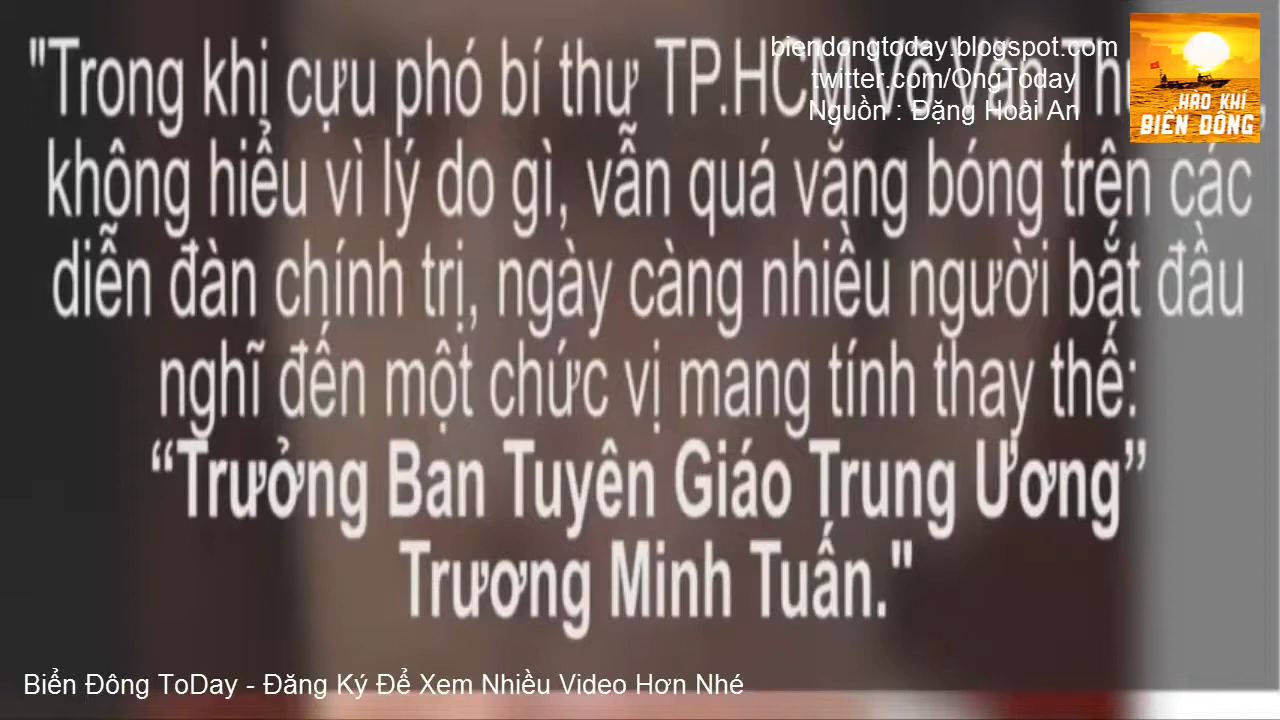 "Trong khi cựu phó bí thư TP.HCM
không hiểu vì lý do gì, vẫn quá vắng bóng trên các
diễn đàn chính trị, ngày càng nhiều người bắt đầu
nghĩ đến một chức vị mang tính thay thế:
“Trưởng Ban Tuyên Giáo Trung Ương”
Trương Minh Tuấn."
biendongtoday.blogspot.com
twitter.com/OngToday
Nguồn : Đặng Hoài An
HÀO KHÍ
BIỂN ĐÔNG
Biển Đông ToDay - Đăng Ký Để Xem Nhiều Video Hơn Nhé